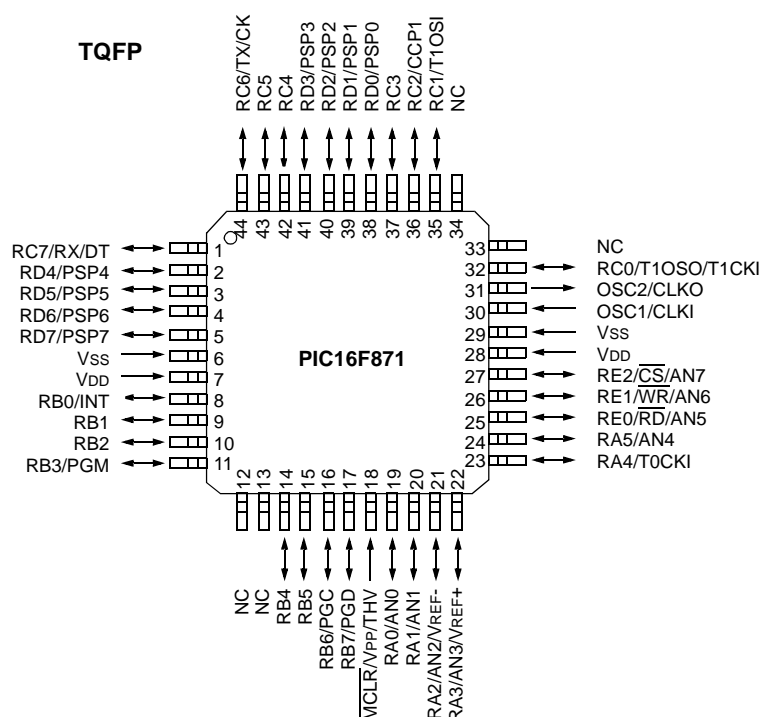 TQFP
RC6/TX/CK
RC5
RC4
RD3/PSP3
RD2/PSP2
RD1/PSP1
RD0/PSP0
RC3
RC2/CCP1
RC1/T1OSI
NC
44
43
42
41
40
39
38
37
36
35
34
RC7/RX/DT
RD4/PSP4
RD5/PSP5
RD6/PSP6
RD7/PSP7
VSS
VDD
RB0/INT
RB1
RB2
RB3/PGM
1
2
3
4
5
6
7
8
9
10
11
PIC16F871
33
32
31
30
29
28
27
26
25
24
23
NC
RC0/T1OSO/T1CKI
OSC2/CLKO
OSC1/CLKI
VSS
VDD
RE2/C̅S̅/AN7
RE1/W̅R̅/AN6
RE0/R̅D̅/AN5
RA5/AN4
RA4/T0CKI
12
13
14
15
16
17
18
19
20
21
22
NC
NC
RB4
RB5
RB6/PGC
RB7/PGD
M̅C̅L̅R̅/VPP/THV
RA0/AN0
RA1/AN1
RA2/AN2/VREF-
RA3/AN3/VREF+